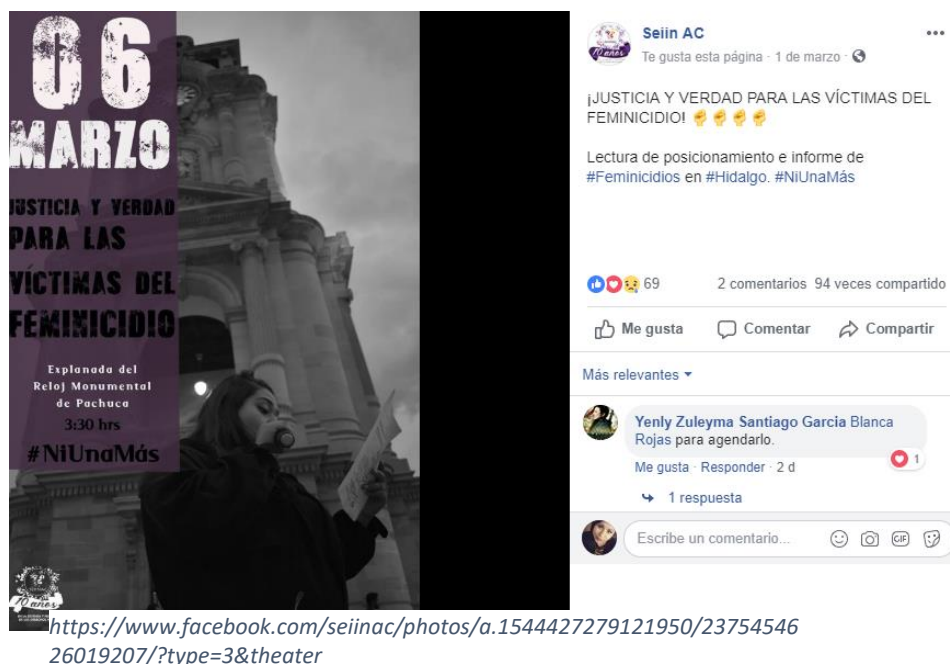 06
MARZO
JUSTICIA Y VERDAD
PARA LAS
VÍCTIMAS DEL
FEMINICIDIO
Explanada del
Reloj Monumental
de Pachuca
3:30 hrs
#NiUnaMás
70 años
Seiin AC
Te gusta esta página · 1 de marzo ·
¡JUSTICIA Y VERDAD PARA LAS VÍCTIMAS DEL
FEMINICIDIO!
Lectura de posicionamiento e informe de
#Feminicidios en #Hidalgo. #NiUnaMás
69 2 comentarios 94 veces compartido
Me gusta Comentar Compartir
Más relevantes
Yenly Zuleyma Santiago Garcia Blanca
Rojas para agendarlo.
1
Me gusta · Responder · 2 d
1 respuesta
Escribe un comentario...
GIF
https://www.facebook.com/seiinac/photos/a.1544427279121950/23754546
26019207/?type=3&theater